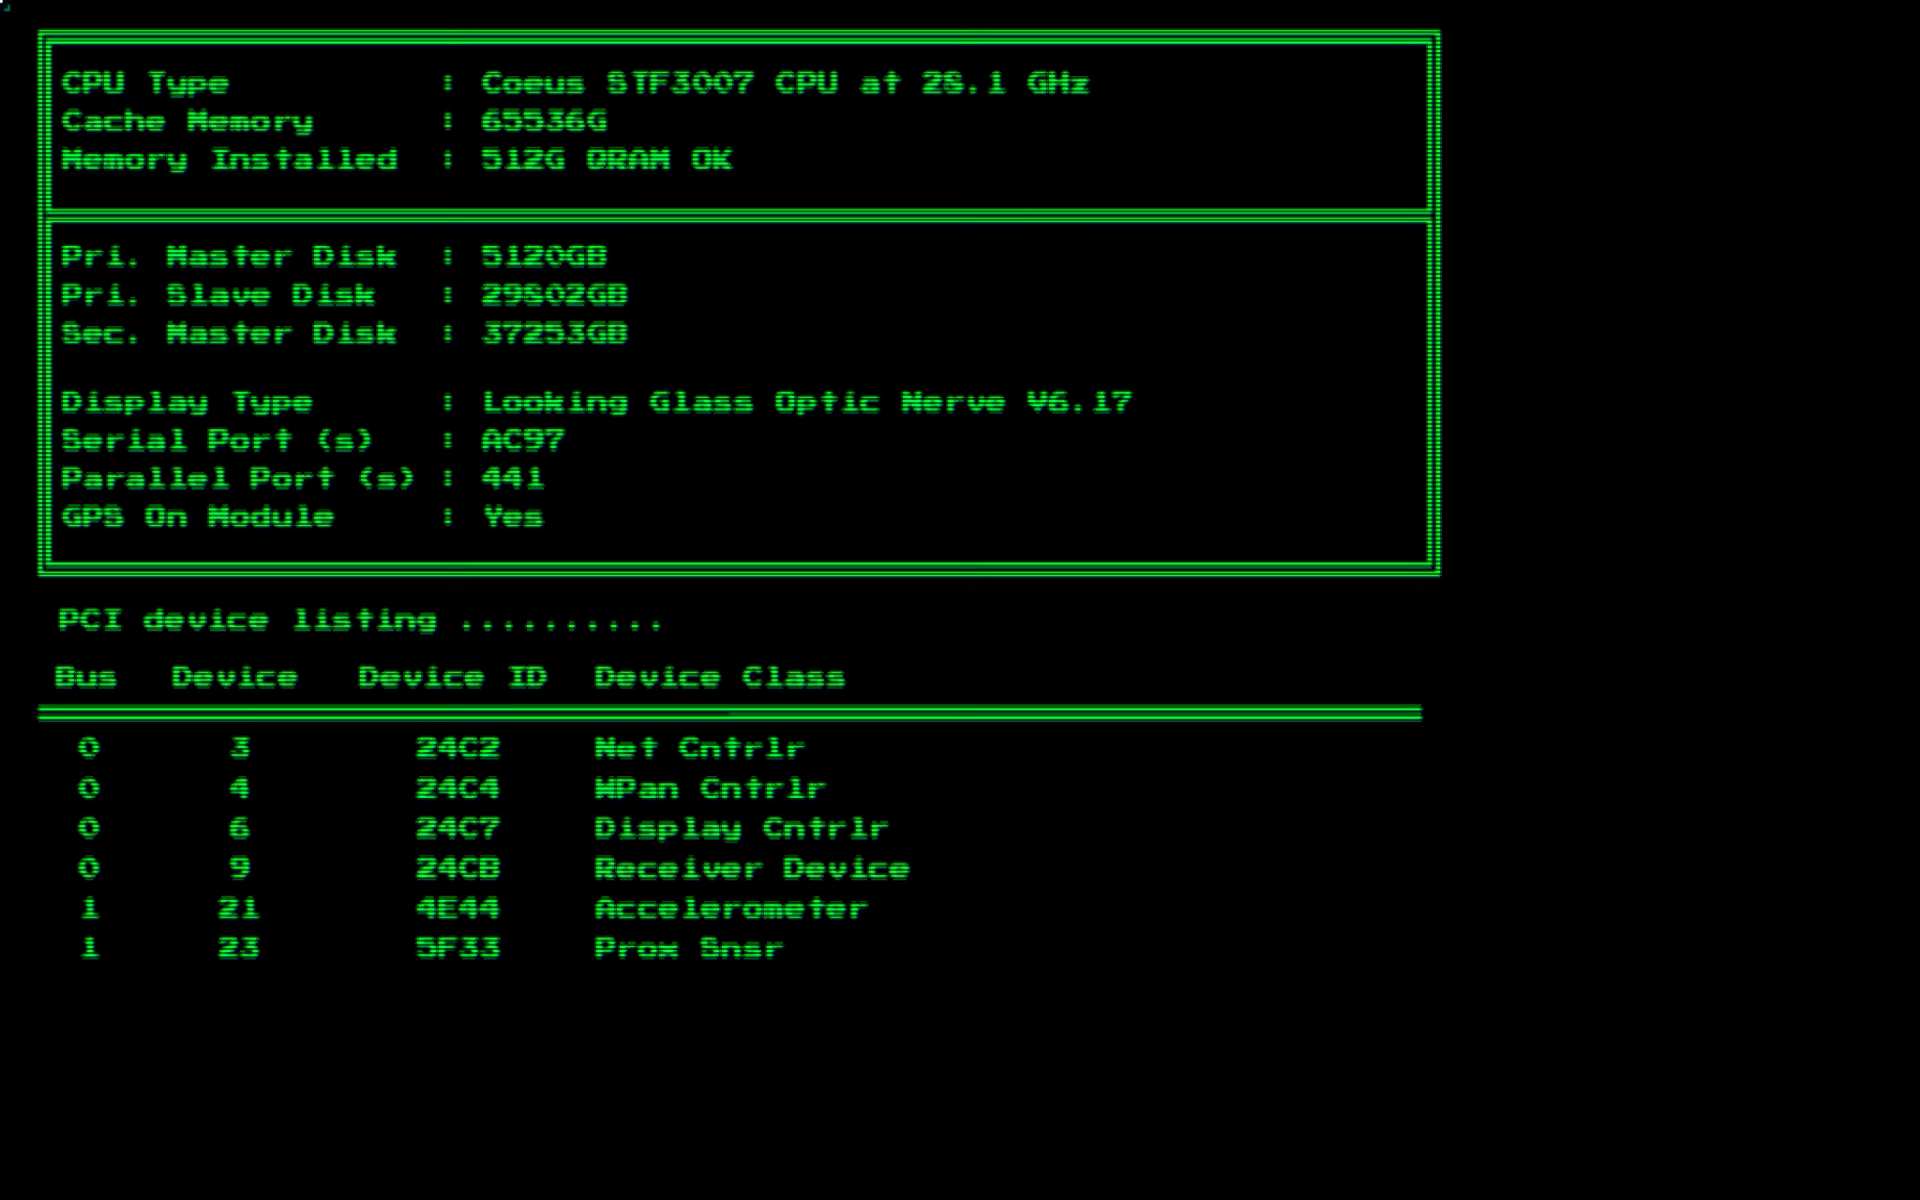 CPU Type : Coeus STF3007 CPU at 28.1 GHz
Cache Memory : 65536G
Memory Installed : 512G QRAM OK
Pri. Master Disk : 5120GB
Pri. Slave Disk : 29802GB
Sec. Master Disk : 37253GB
Display Type : Looking Glass Optic Nerve V6.17
Serial Port (s) : AC97
Parallel Port (s) : 441
GPS On Module : Yes
PCI device listing ..........
Bus Device Device ID Device Class
0 3 24C2 Net Cntrlr
0 4 24C4 WPan Cntrlr
0 6 24C7 Display Cntrlr
0 9 24CB Receiver Device
1 21 4E44 Accelerometer
1 23 5F33 Prox Snsr